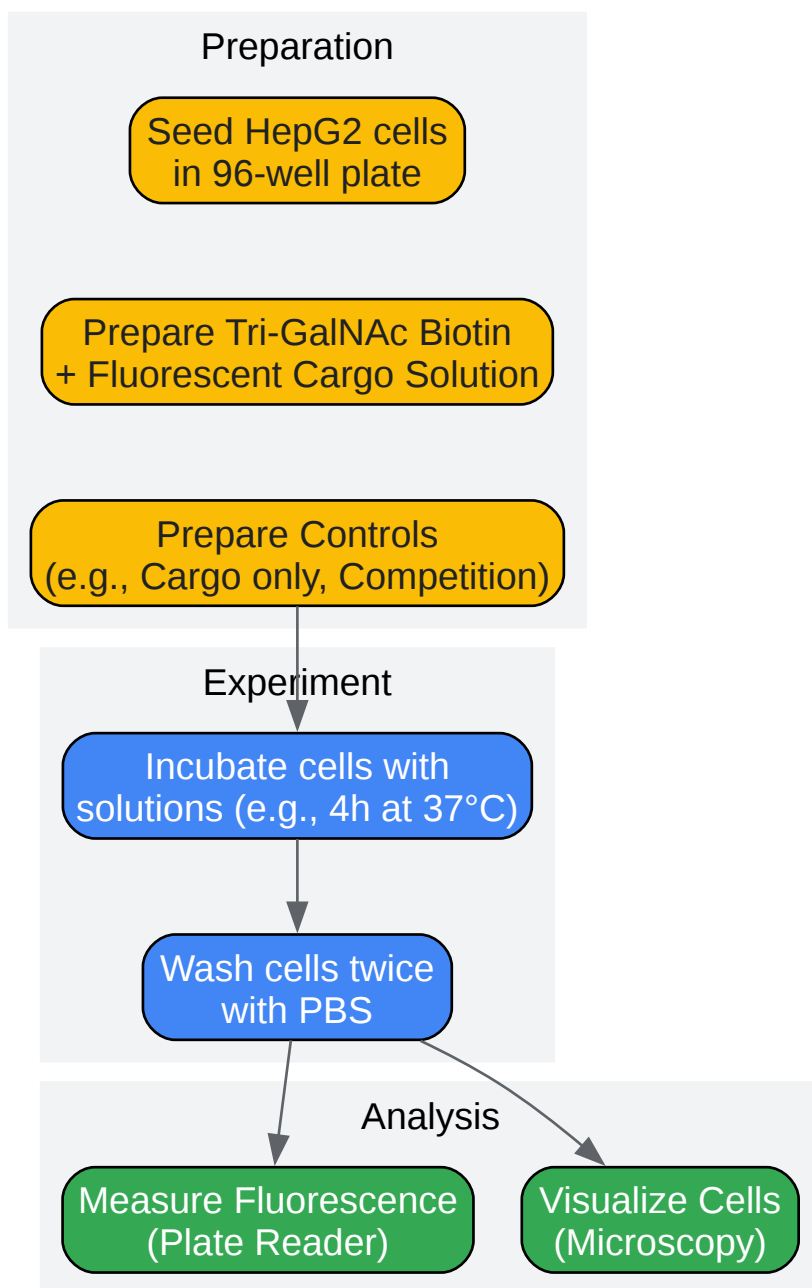 Preparation
Seed HepG2 cells
in 96-well plate
Prepare Tri-GalNAc Biotin
+ Fluorescent Cargo Solution
Prepare Controls
(e.g., Cargo only, Competition)
Experiment
Incubate cells with
solutions (e.g., 4h at 37°C)
Wash cells twice
with PBS
Analysis
Measure Fluorescence
(Plate Reader)
Visualize Cells
(Microscopy)